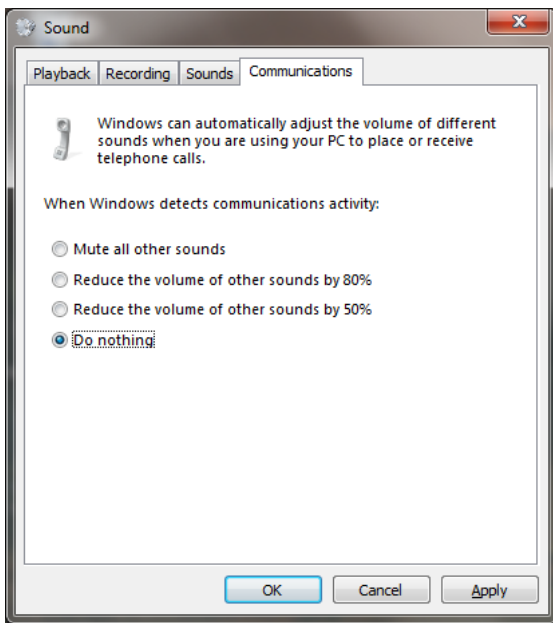 Sound
Playback Recording Sounds Communications
Windows can automatically adjust the volume of different
sounds when you are using your PC to place or receive
telephone calls.
When Windows detects communications activity:
Mute all other sounds
Reduce the volume of other sounds by 80%
Reduce the volume of other sounds by 50%
Do nothing
OK Cancel Apply